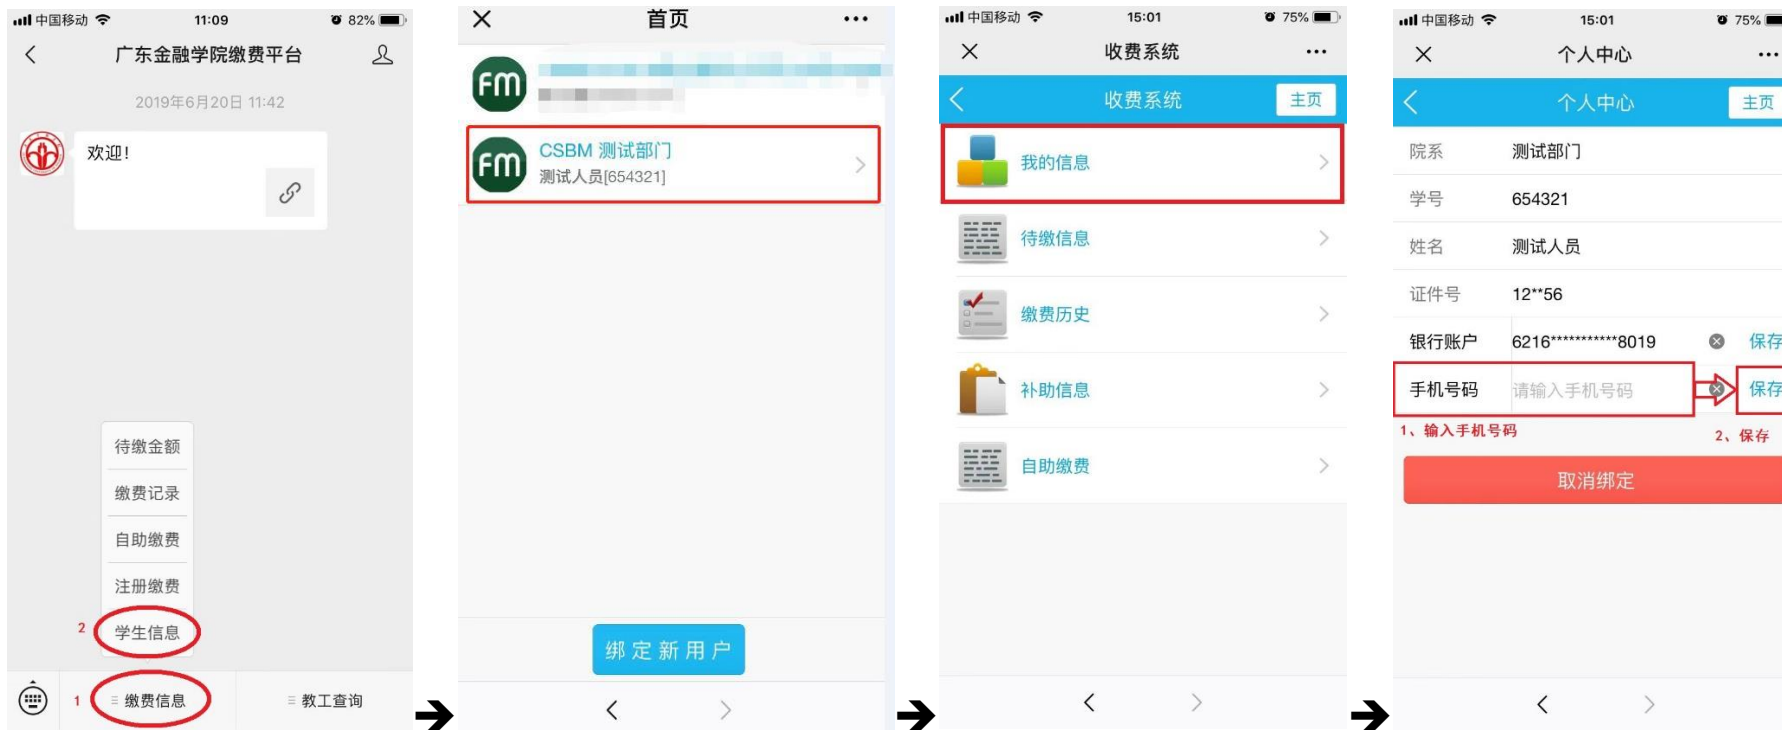 中国移动
11:09
82%
广东金融学院缴费平台
2019年6月20日 11:42
欢迎!
待缴金额
缴费记录
自助缴费
注册缴费
2
学生信息
1
缴费信息
教工查询
首页
fm
fm
CSBM 测试部门
测试人员[654321]
绑定新用户
中国移动
15:01
75%
收费系统
收费系统
主页
我的信息
待缴信息
缴费历史
补助信息
自助缴费
中国移动
15:01
75%
个人中心
个人中心
主页
院系 测试部门
学号 654321
姓名 测试人员
证件号 12**56
银行账户 6216***********8019 保存
手机号码 请输入手机号码 保存
1、输入手机号码
2、保存
取消绑定